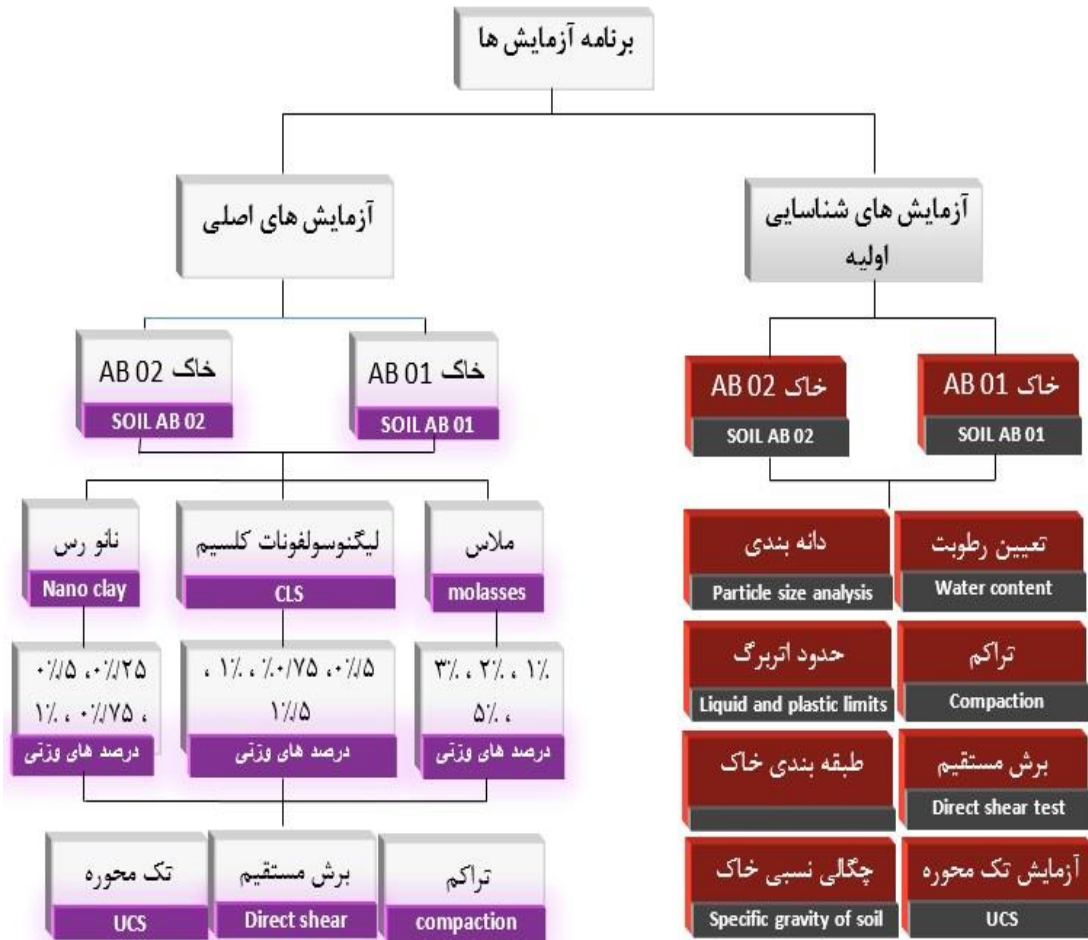 برنامه آزمایش ها
آزمایش های شناسایی
اولیه
آزمایش های اصلی
خاک AB 01
SOIL AB 01
خاک AB 02
SOIL AB 02
تعیین رطوبت
Water content
دانه بندی
Particle size analysis
تراکم
Compaction
حدود اتربرگ
Liquid and plastic limits
برش مستقیم
Direct shear test
طبقه بندی خاک
آزمایش تک محوره
UCS
چگالی نسبی خاک
Specific gravity of soil
خاک AB 01
SOIL AB 01
خاک AB 02
SOIL AB 02
ملاس
molasses
لیگنوسولفونات کلسیم
CLS
نانو رس
Nano clay
۱٪ ، ۲٪ ، ۳٪
، ۵٪
درصد های وزنی
۰٪/۵، ۰/۷۵٪ ، ۱٪ ،
۱٪/۵
درصد های وزنی
۰٪/۲۵، ۰٪/۵
، ۰٪/۷۵ ، ۱٪
درصد های وزنی
تراکم
compaction
برش مستقیم
Direct shear
تک محوره
UCS